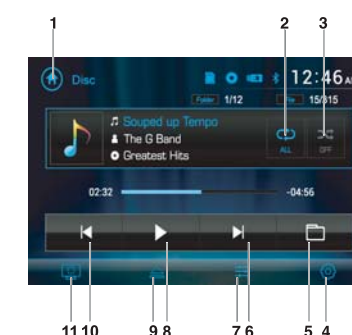 1 2 3
Disc 12:46
Folder 1/12 File 15/315
Souped up Tempo
The G Band
Greatest Hits
ALL OFF
02:32 -04:56
11 10 9 8 7 6 5 4